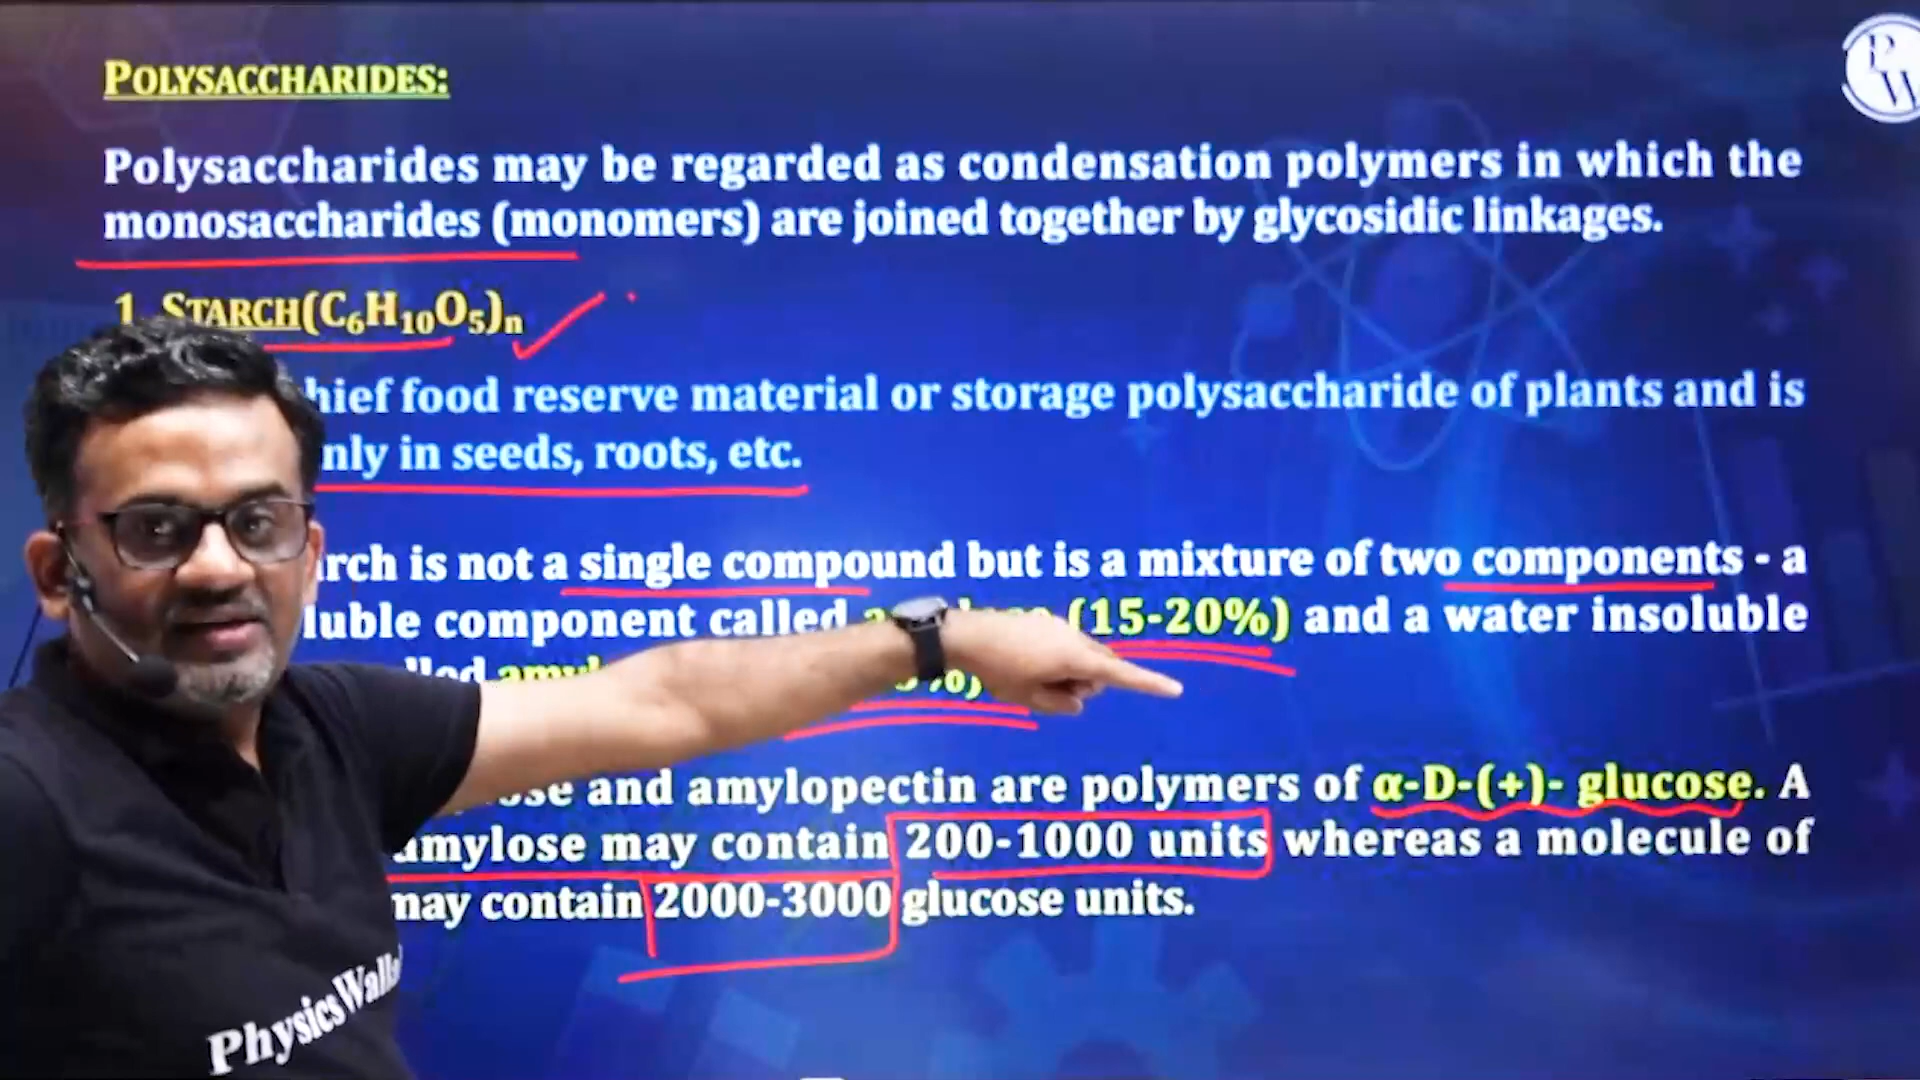 POLYSACCHARIDES:
P
W
Polysaccharides may be regarded as condensation polymers in which the
monosaccharides (monomers) are joined together by glycosidic linkages.
1. STARCH(C₆H₁₀O₅)ₙ
hief food reserve material or storage polysaccharide of plants and is
nly in seeds, roots, etc.
rch is not a single compound but is a mixture of two components - a
luble component called (15-20%) and a water insoluble
%)
and amylopectin are polymers of α-D-(+)- glucose. A
amylose may contain 200-1000 units whereas a molecule of
may contain 2000-3000 glucose units.
PhysicsWalla